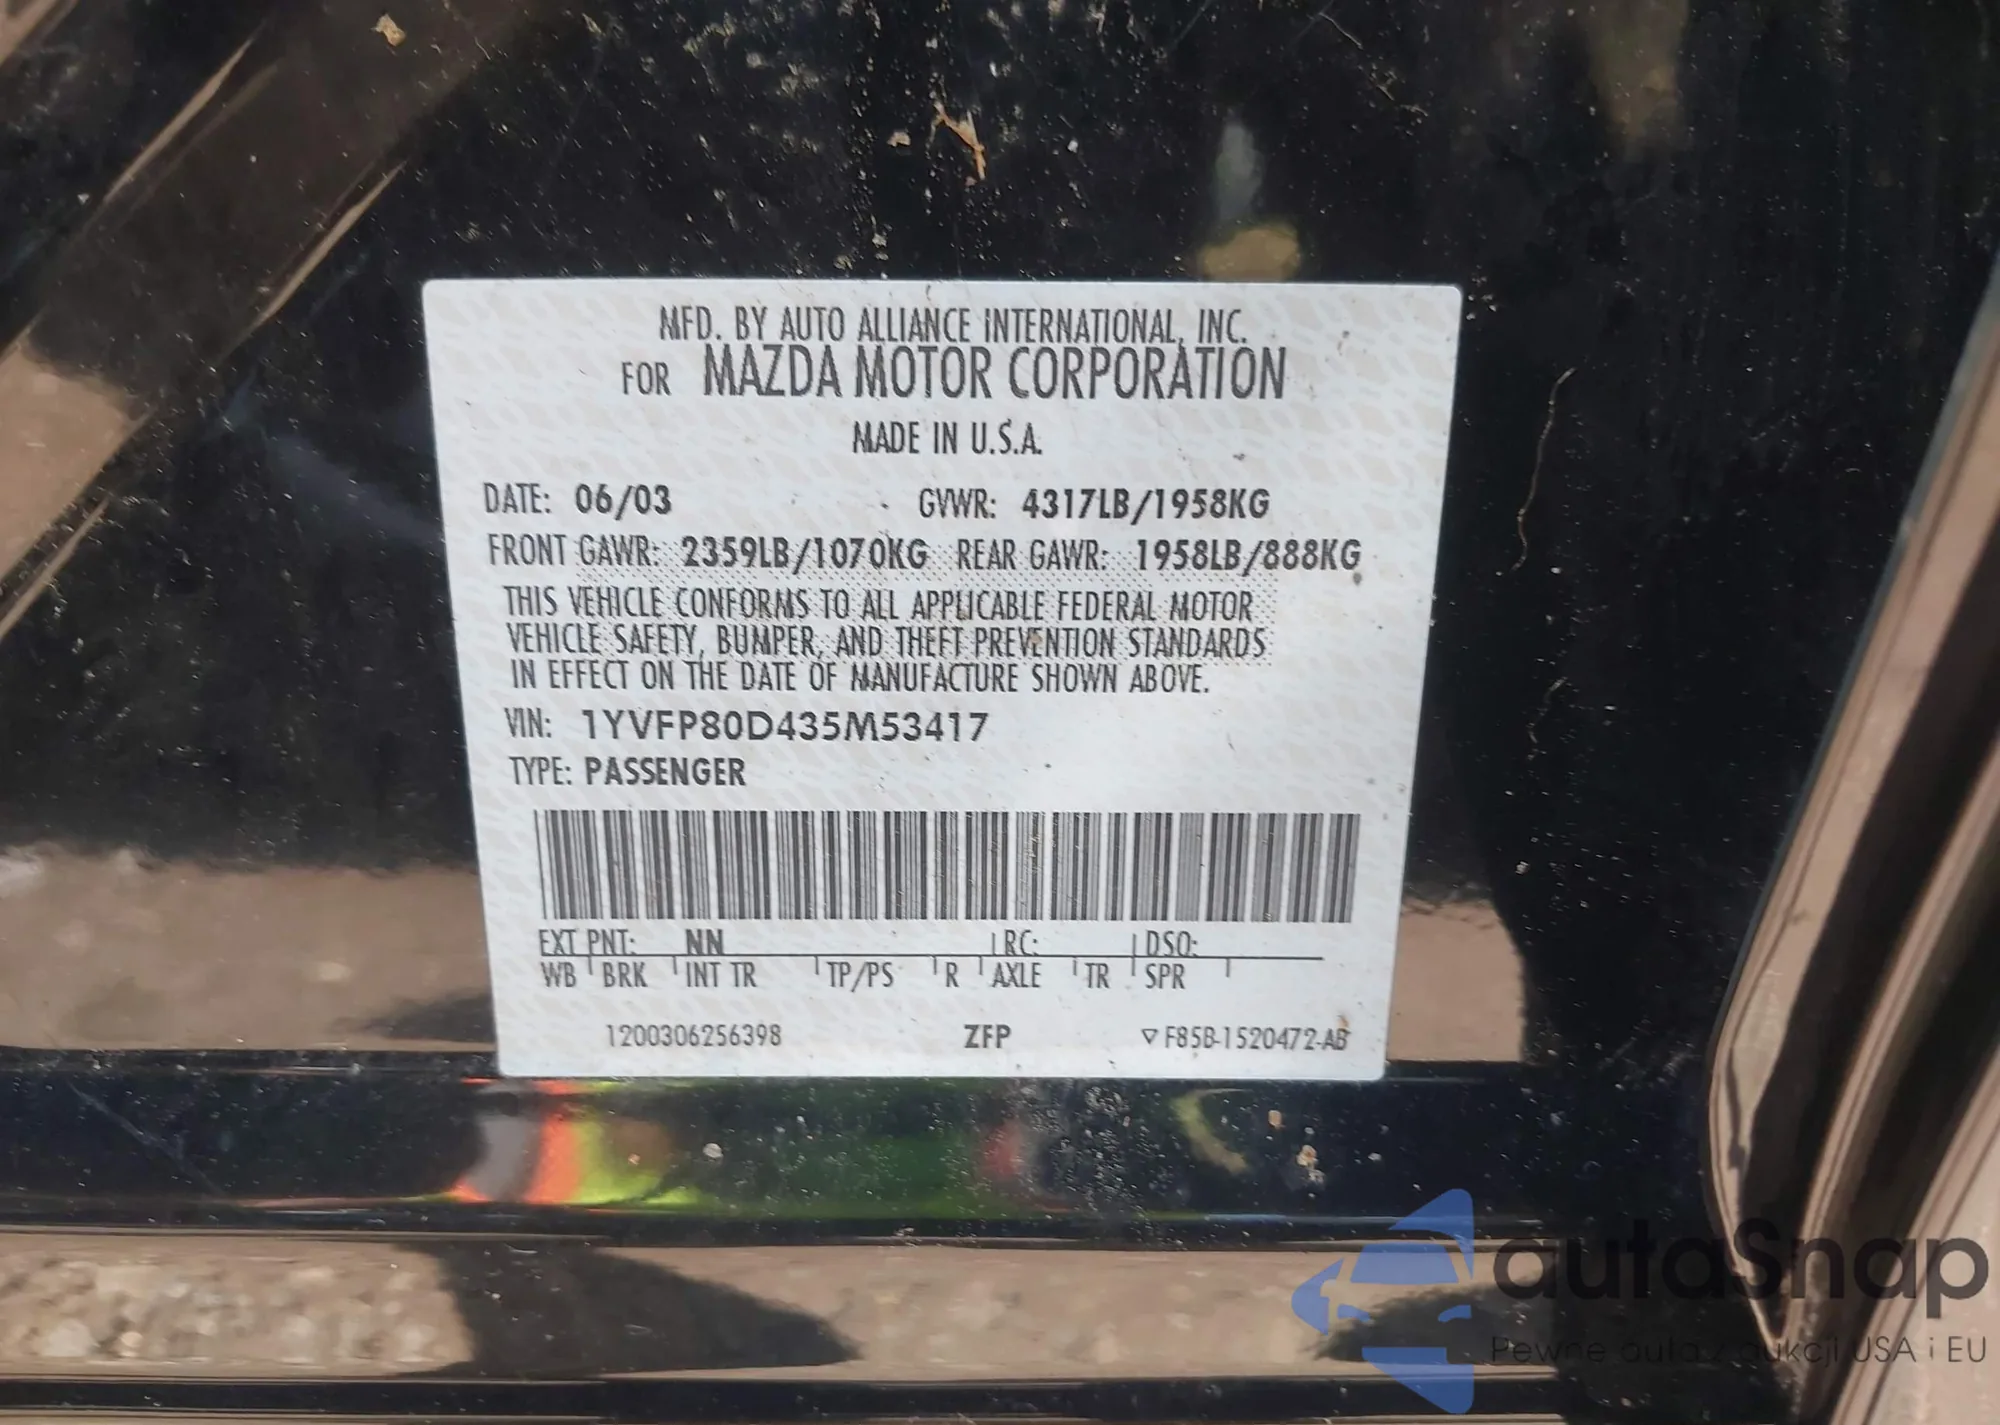 MFD. BY AUTO ALLIANCE INTERNATIONAL, INC.
FOR MAZDA MOTOR CORPORATION
MADE IN U.S.A.
DATE: 06/03 GVWR: 4317LB/1958KG
FRONT GAWR: 2359LB/1070KG REAR GAWR: 1958LB/888KG
THIS VEHICLE CONFORMS TO ALL APPLICABLE FEDERAL MOTOR
VEHICLE SAFETY, BUMPER, AND THEFT PREVENTION STANDARDS
IN EFFECT ON THE DATE OF MANUFACTURE SHOWN ABOVE.
VIN: 1YVFP80D435M53417
TYPE: PASSENGER
EXT PNT: NN RC: DSO:
WB BRK INT TR TP/PS R AXLE TR SPR
1200306256398 ZFP F85B-1520472-AB
autaSnap
Pewne auta z aukcji USA i EU